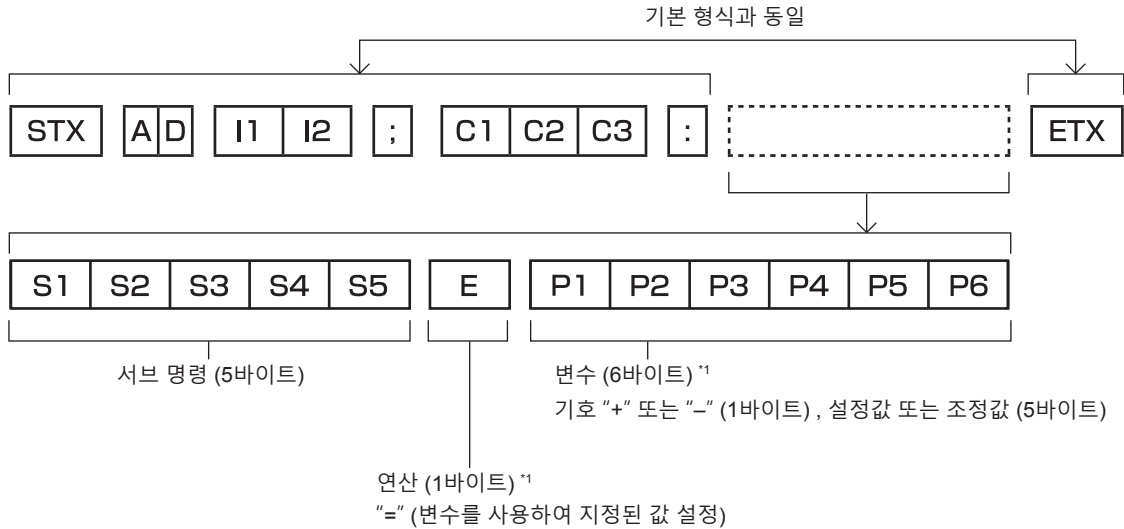 기본 형식과 동일
STX A D I1 I2 ; C1 C2 C3 : ETX
S1 S2 S3 S4 S5 E P1 P2 P3 P4 P5 P6
서브 명령 (5바이트)
변수 (6바이트) *1
기호 "+" 또는 "–" (1바이트) , 설정값 또는 조정값 (5바이트)
연산 (1바이트) *1
"=" (변수를 사용하여 지정된 값 설정)